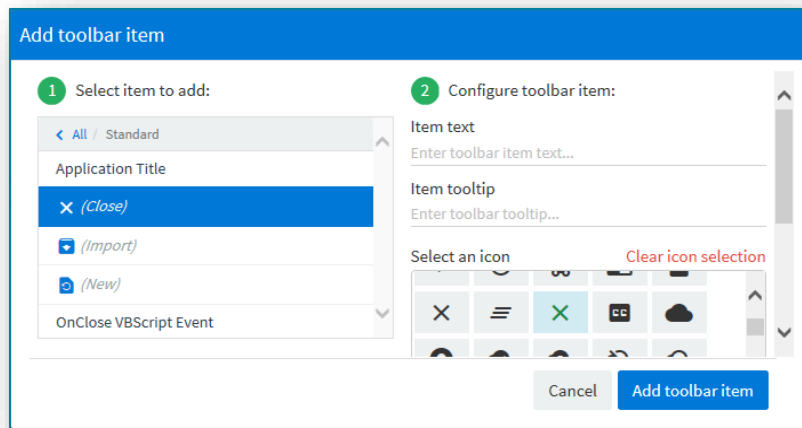 Add toolbar item
1 Select item to add:
All / Standard
Application Title
(Close)
(Import)
(New)
OnClose VBScript Event
2 Configure toolbar item:
Item text
Enter toolbar item text...
Item tooltip
Enter toolbar tooltip...
Select an icon Clear icon selection
CC
Cancel Add toolbar item